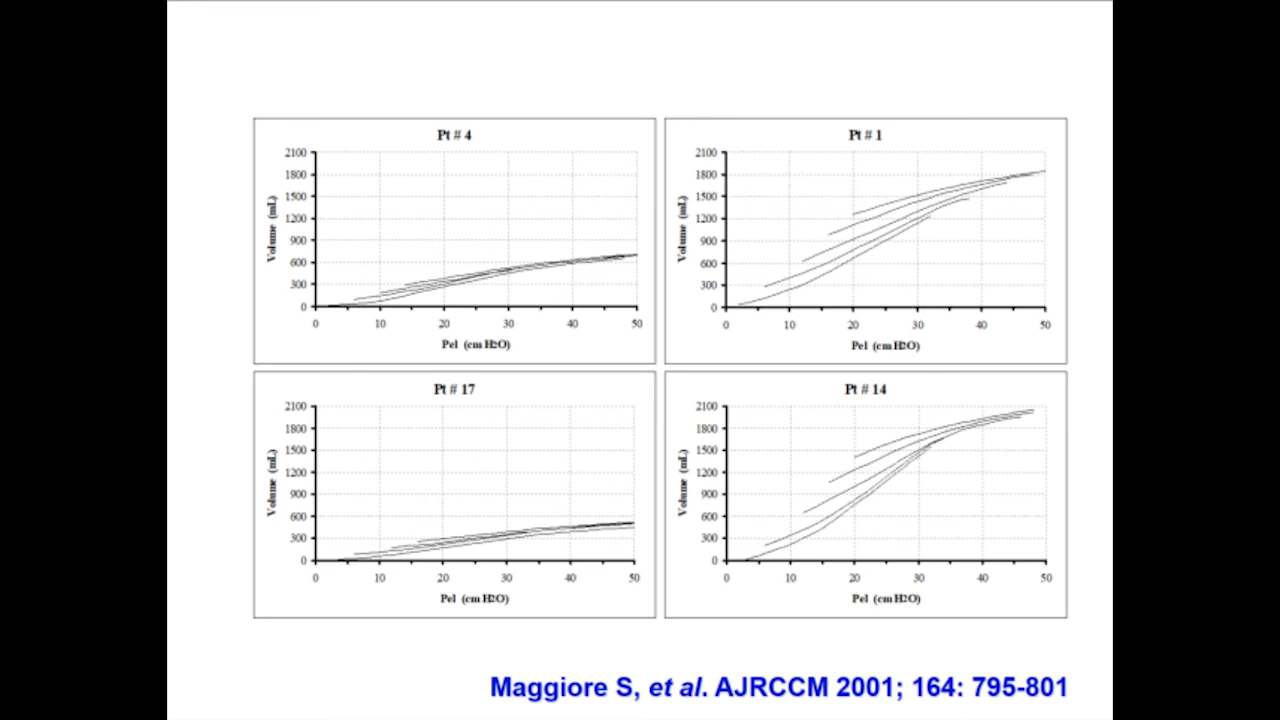 Pt # 4
2100
1800
1500
1200
900
600
300
0
Volume (mL)
0 10 20 30 40 50
Pel (cm H2O)
Pt # 1
2100
1800
1500
1200
900
600
300
0
Volume (mL)
0 10 20 30 40 50
Pel (cm H2O)
Pt # 17
2100
1800
1500
1200
900
600
300
0
Volume (mL)
0 10 20 30 40 50
Pel (cm H2O)
Pt # 14
2100
1800
1500
1200
900
600
300
0
Volume (mL)
0 10 20 30 40 50
Pel (cm H2O)
Maggiore S, et al. AJRCCM 2001; 164: 795-801